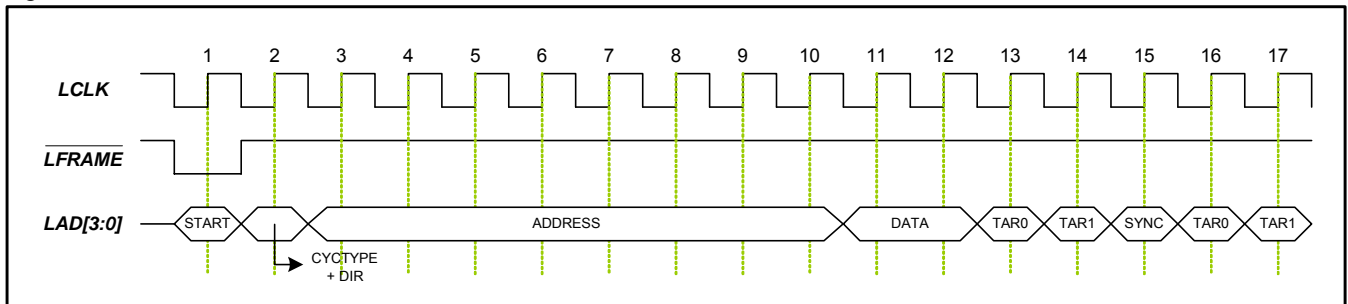 1 2 3 4 5 6 7 8 9 10 11 12 13 14 15 16 17
LCLK
LFRAME
LAD[3:0] START ADDRESS DATA TAR0 TAR1 SYNC TAR0 TAR1
CYCTYPE
+ DIR